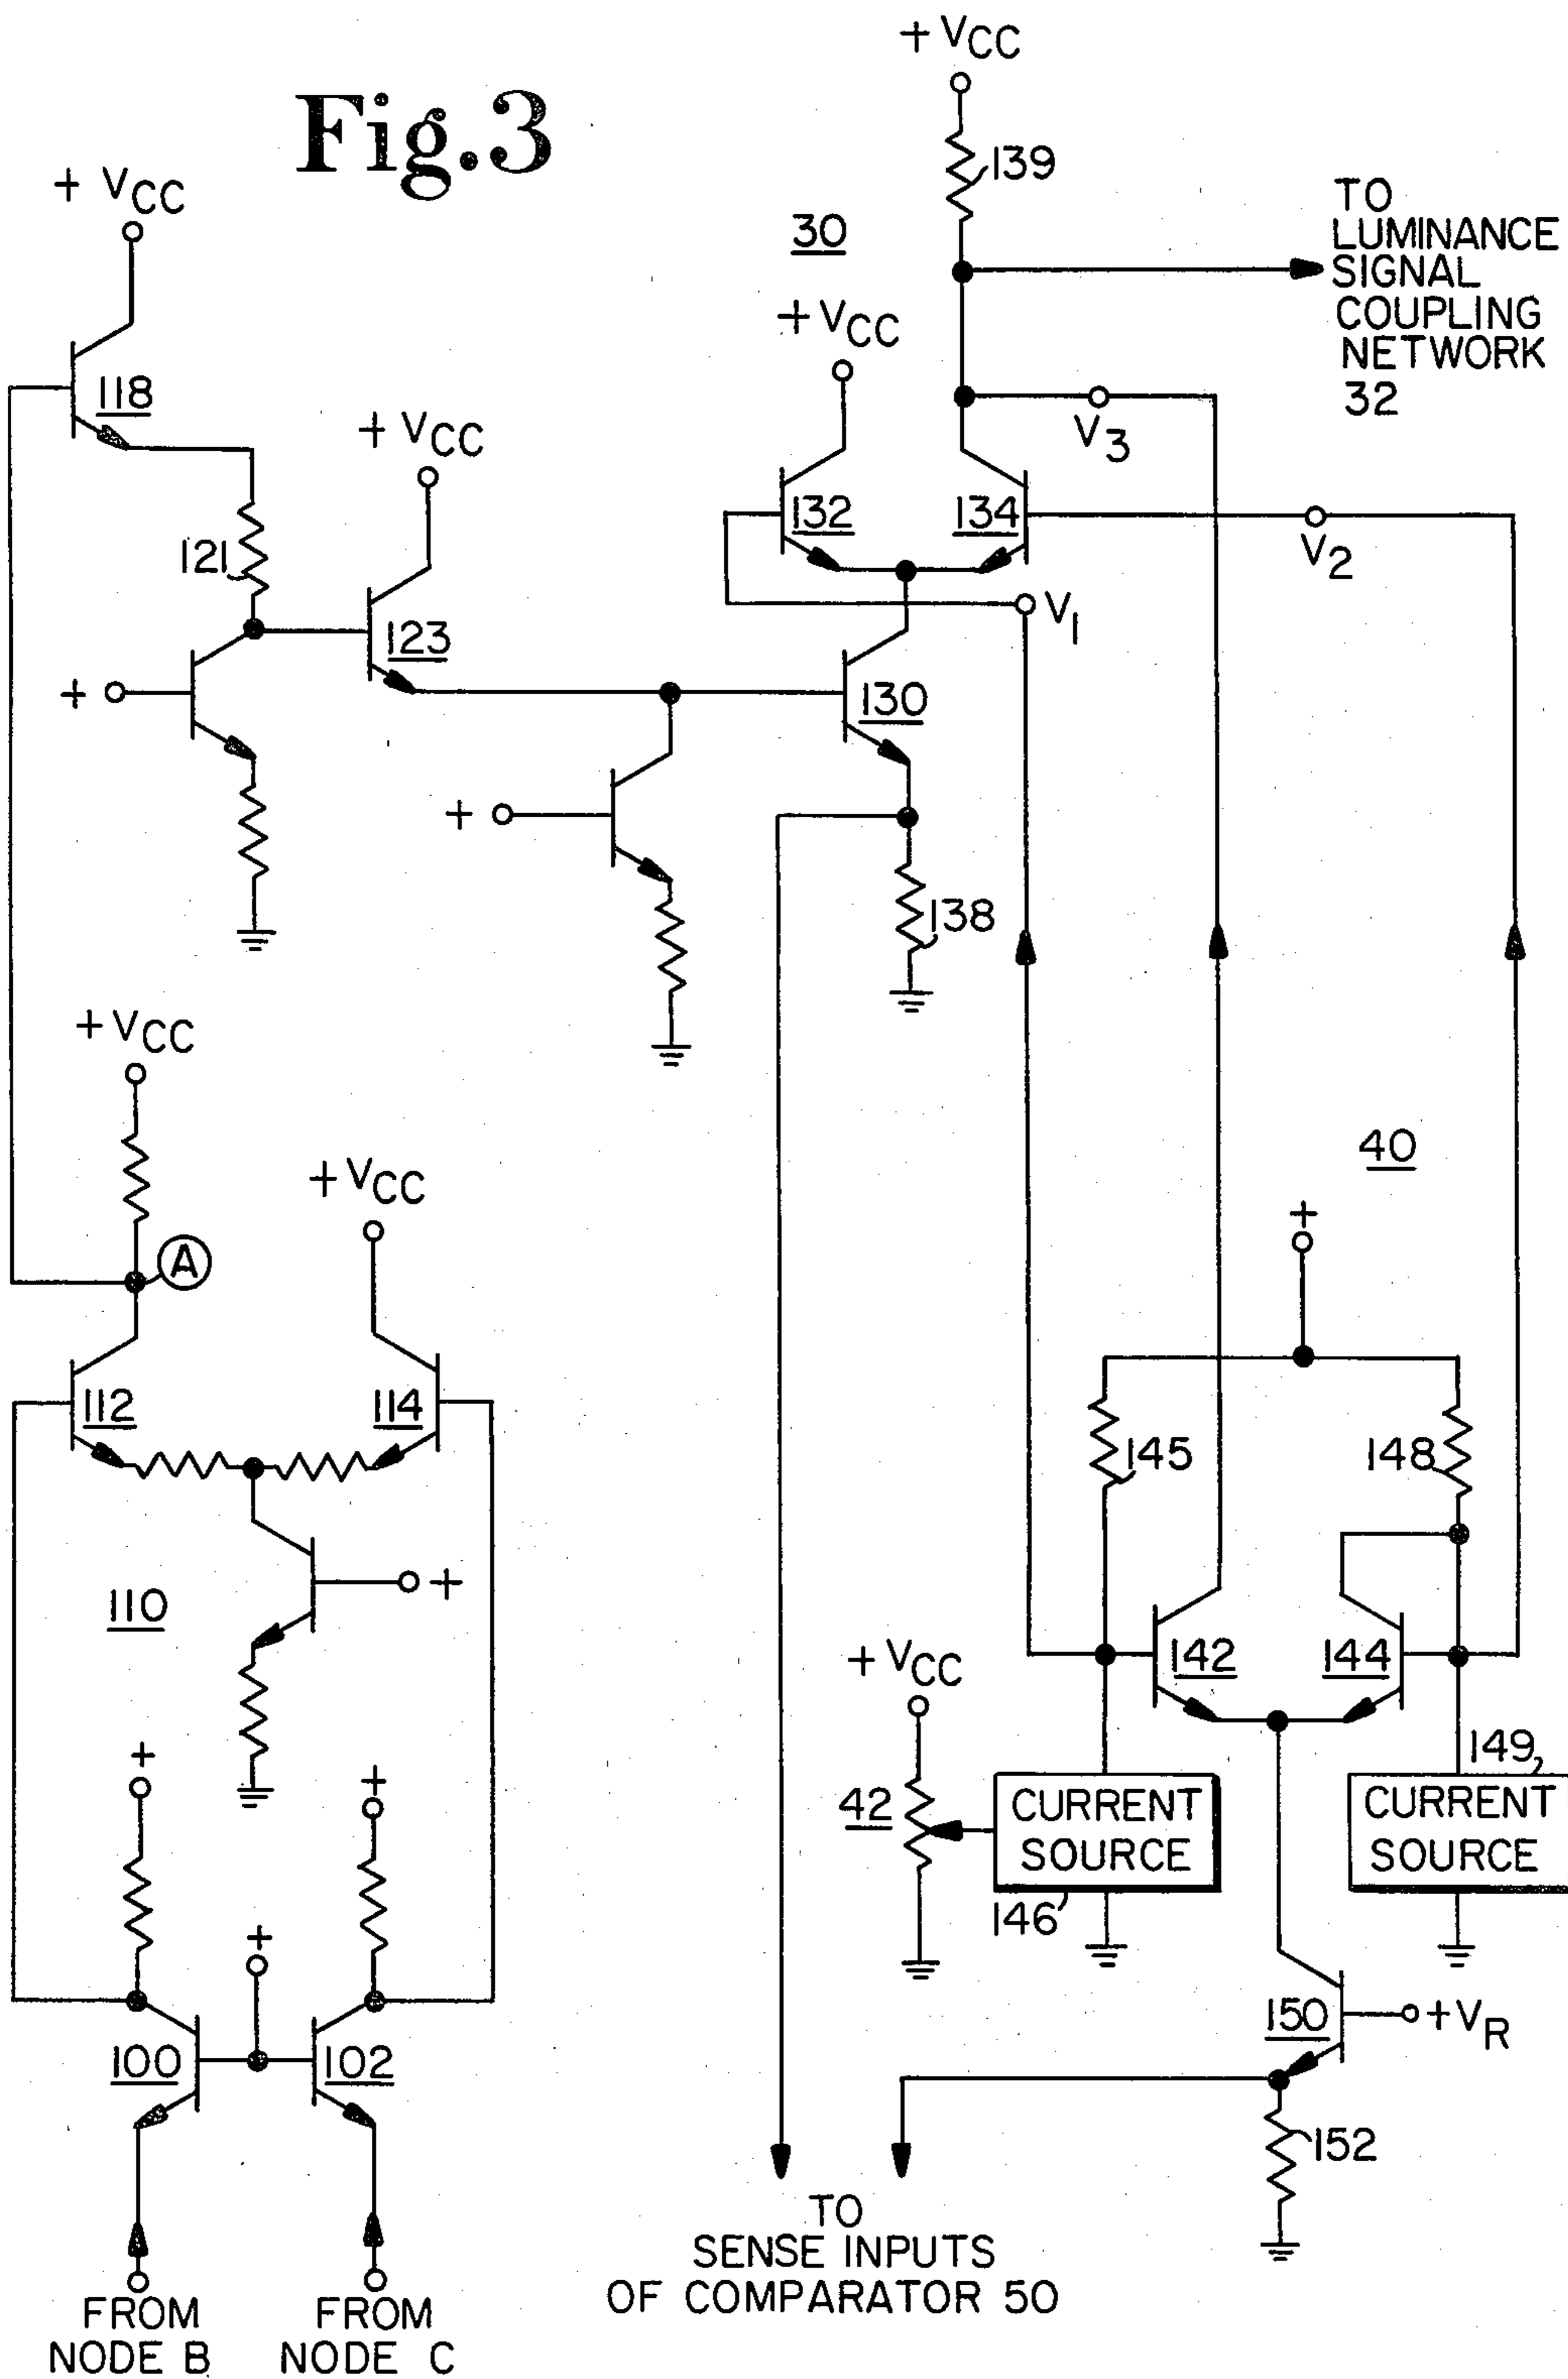 Fig.3
+ VCC
+ VCC
139
30
TO
LUMINANCE
SIGNAL
COUPLING
NETWORK
32
+ VCC
118
+ VCC
V3
132
134
V2
121
123
V1
+
130
+
138
+ VCC
40
+ VCC
+
A
112
114
145
148
+
110
+ VCC
142
144
149
+
+
42
CURRENT
SOURCE
CURRENT
SOURCE
146
+
150
+VR
100
102
152
TO
SENSE INPUTS
OF COMPARATOR 50
FROM
NODE B
FROM
NODE C